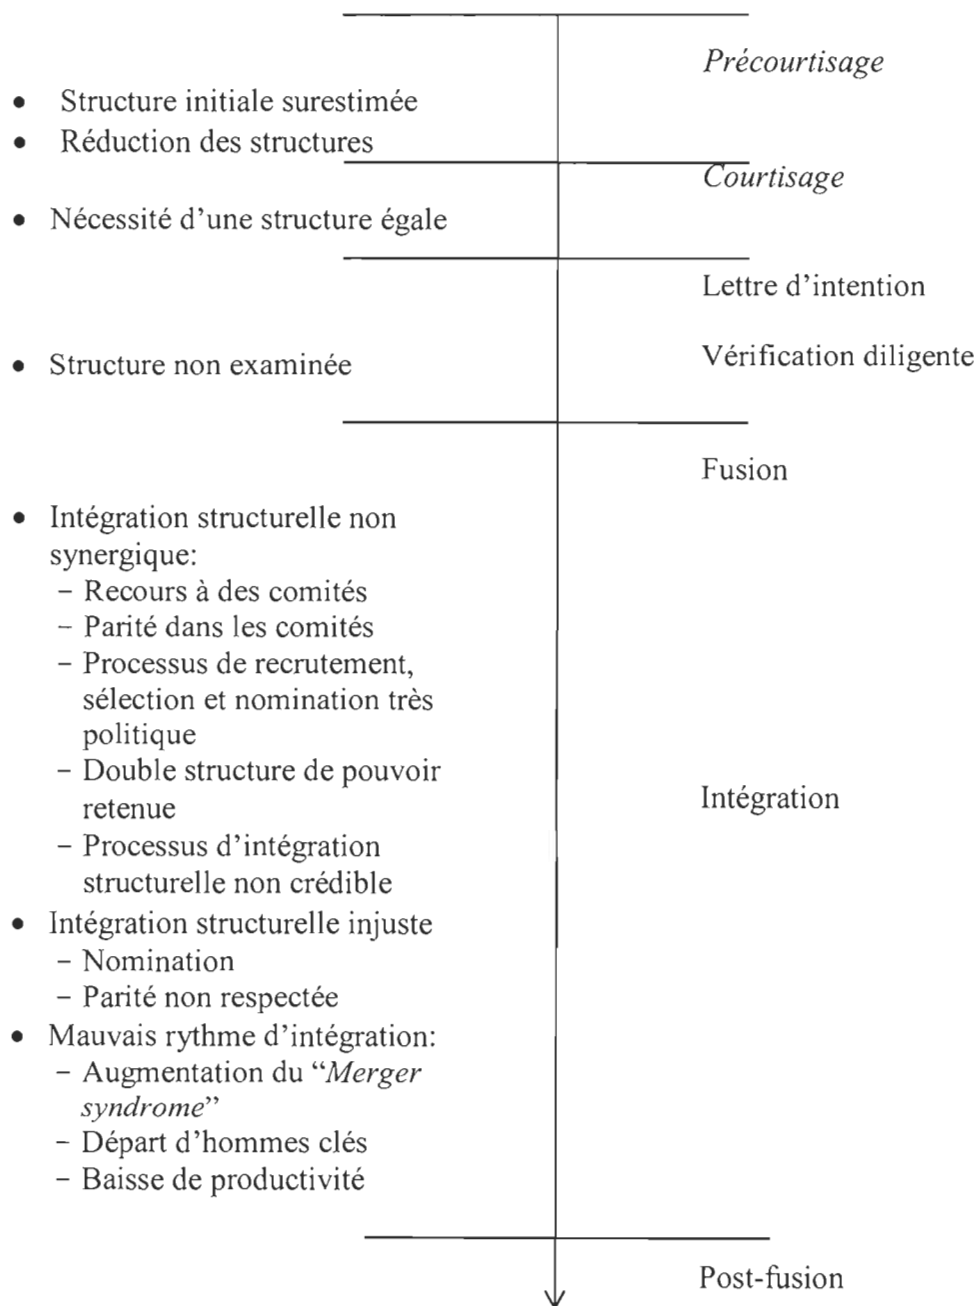 Précourtisage
• Structure initiale surestimée
• Réduction des structures
Courtisage
• Nécessité d'une structure égale
Lettre d'intention
Vérification diligente
• Structure non examinée
Fusion
• Intégration structurelle non
synergique:
– Recours à des comités
– Parité dans les comités
– Processus de recrutement,
sélection et nomination très
politique
– Double structure de pouvoir
retenue
Intégration
– Processus d'intégration
structurelle non crédible
• Intégration structurelle injuste
– Nomination
– Parité non respectée
• Mauvais rythme d'intégration:
– Augmentation du “Merger
syndrome”
– Départ d'hommes clés
– Baisse de productivité
Post-fusion